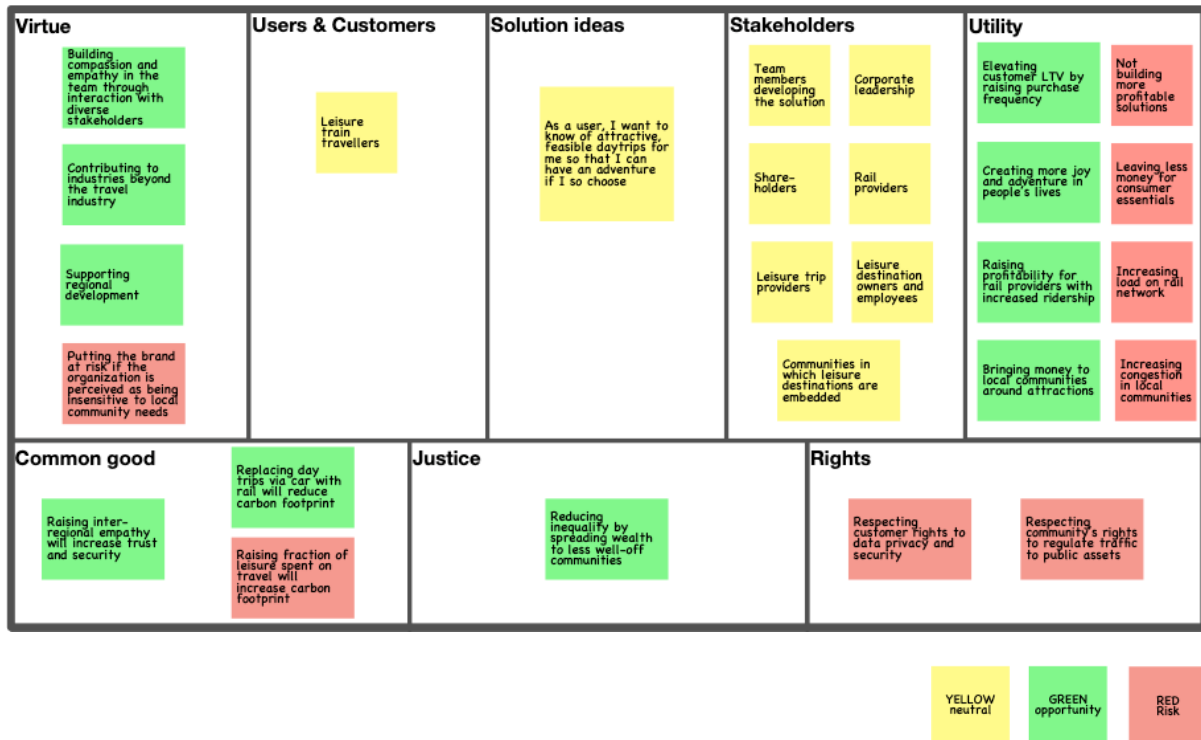 Virtue
Building
compassion and
empathy in the
team through
interaction with
diverse
stakeholders
Contributing to
industries beyond
the travel
industry
Supporting
regional
development
Putting the brand
at risk if the
organization is
perceived as being
insensitive to local
community needs
Users & Customers
Leisure
train
travellers
Solution ideas
As a user, I want to
know of attractive,
feasible daytrips for
me so that I can
have an adventure
if I so choose
Stakeholders
Team
members
developing
the solution
Corporate
leadership
Share-
holders
Rail
providers
Leisure trip
providers
Leisure
destination
owners and
employees
Communities in
which leisure
destinations are
embedded
Utility
Elevating
customer LTV by
raising purchase
frequency
Not
building
more
profitable
solutions
Creating more joy
and adventure in
people's lives
Leaving less
money for
consumer
essentials
Raising
profitability for
rail providers with
increased ridership
Increasing
load on rail
network
Bringing money to
local communities
around attractions
Increasing
congestion
in local
communities
Common good
Raising inter-
regional empathy
will increase trust
and security
Replacing day
trips via car with
rail will reduce
carbon footprint
Raising fraction of
leisure spent on
travel will
increase carbon
footprint
Justice
Reducing
inequality by
spreading wealth
to less well-off
communities
Rights
Respecting
customer rights to
data privacy and
security
Respecting
community's rights
to regulate traffic
to public assets
YELLOW
neutral
GREEN
opportunity
RED
Risk